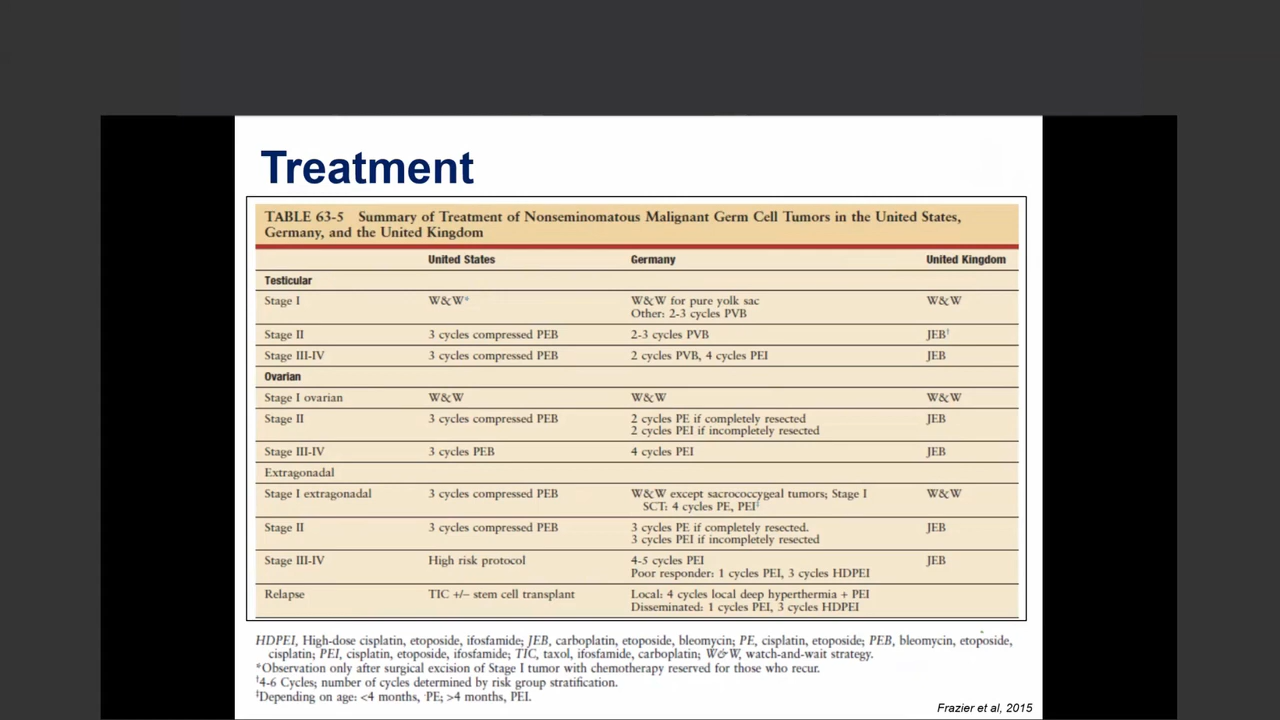 Treatment
TABLE 63-5 Summary of Treatment of Nonseminomatous Malignant Germ Cell Tumors in the United States,
Germany, and the United Kingdom
United States Germany United Kingdom
Testicular
Stage I W&W* W&W for pure yolk sac W&W
Other: 2-3 cycles PVB
Stage II 3 cycles compressed PEB 2-3 cycles PVB JEB†
Stage III-IV 3 cycles compressed PEB 2 cycles PVB, 4 cycles PEI JEB
Ovarian
Stage I ovarian W&W W&W W&W
Stage II 3 cycles compressed PEB 2 cycles PE if completely resected JEB
2 cycles PEI if incompletely resected
Stage III-IV 3 cycles PEB 4 cycles PEI JEB
Extragonadal
Stage I extragonadal 3 cycles compressed PEB W&W except sacrococcygeal tumors; Stage I W&W
SCT: 4 cycles PE, PEI‡
Stage II 3 cycles compressed PEB 3 cycles PE if completely resected. JEB
3 cycles PEI if incompletely resected
Stage III-IV High risk protocol 4-5 cycles PEI JEB
Poor responder: 1 cycles PEI, 3 cycles HDPEI
Relapse TIC +/– stem cell transplant Local: 4 cycles local deep hyperthermia + PEI
Disseminated: 1 cycles PEI, 3 cycles HDPEI
HDPEI, High-dose cisplatin, etoposide, ifosfamide; JEB, carboplatin, etoposide, bleomycin; PE, cisplatin, etoposide; PEB, bleomycin, etoposide,
cisplatin; PEI, cisplatin, etoposide, ifosfamide; TIC, taxol, ifosfamide, carboplatin; W&W, watch-and-wait strategy.
*Observation only after surgical excision of Stage I tumor with chemotherapy reserved for those who recur.
†4-6 Cycles; number of cycles determined by risk group stratification.
‡Depending on age: <4 months, PE; >4 months, PEI.
Frazier et al, 2015